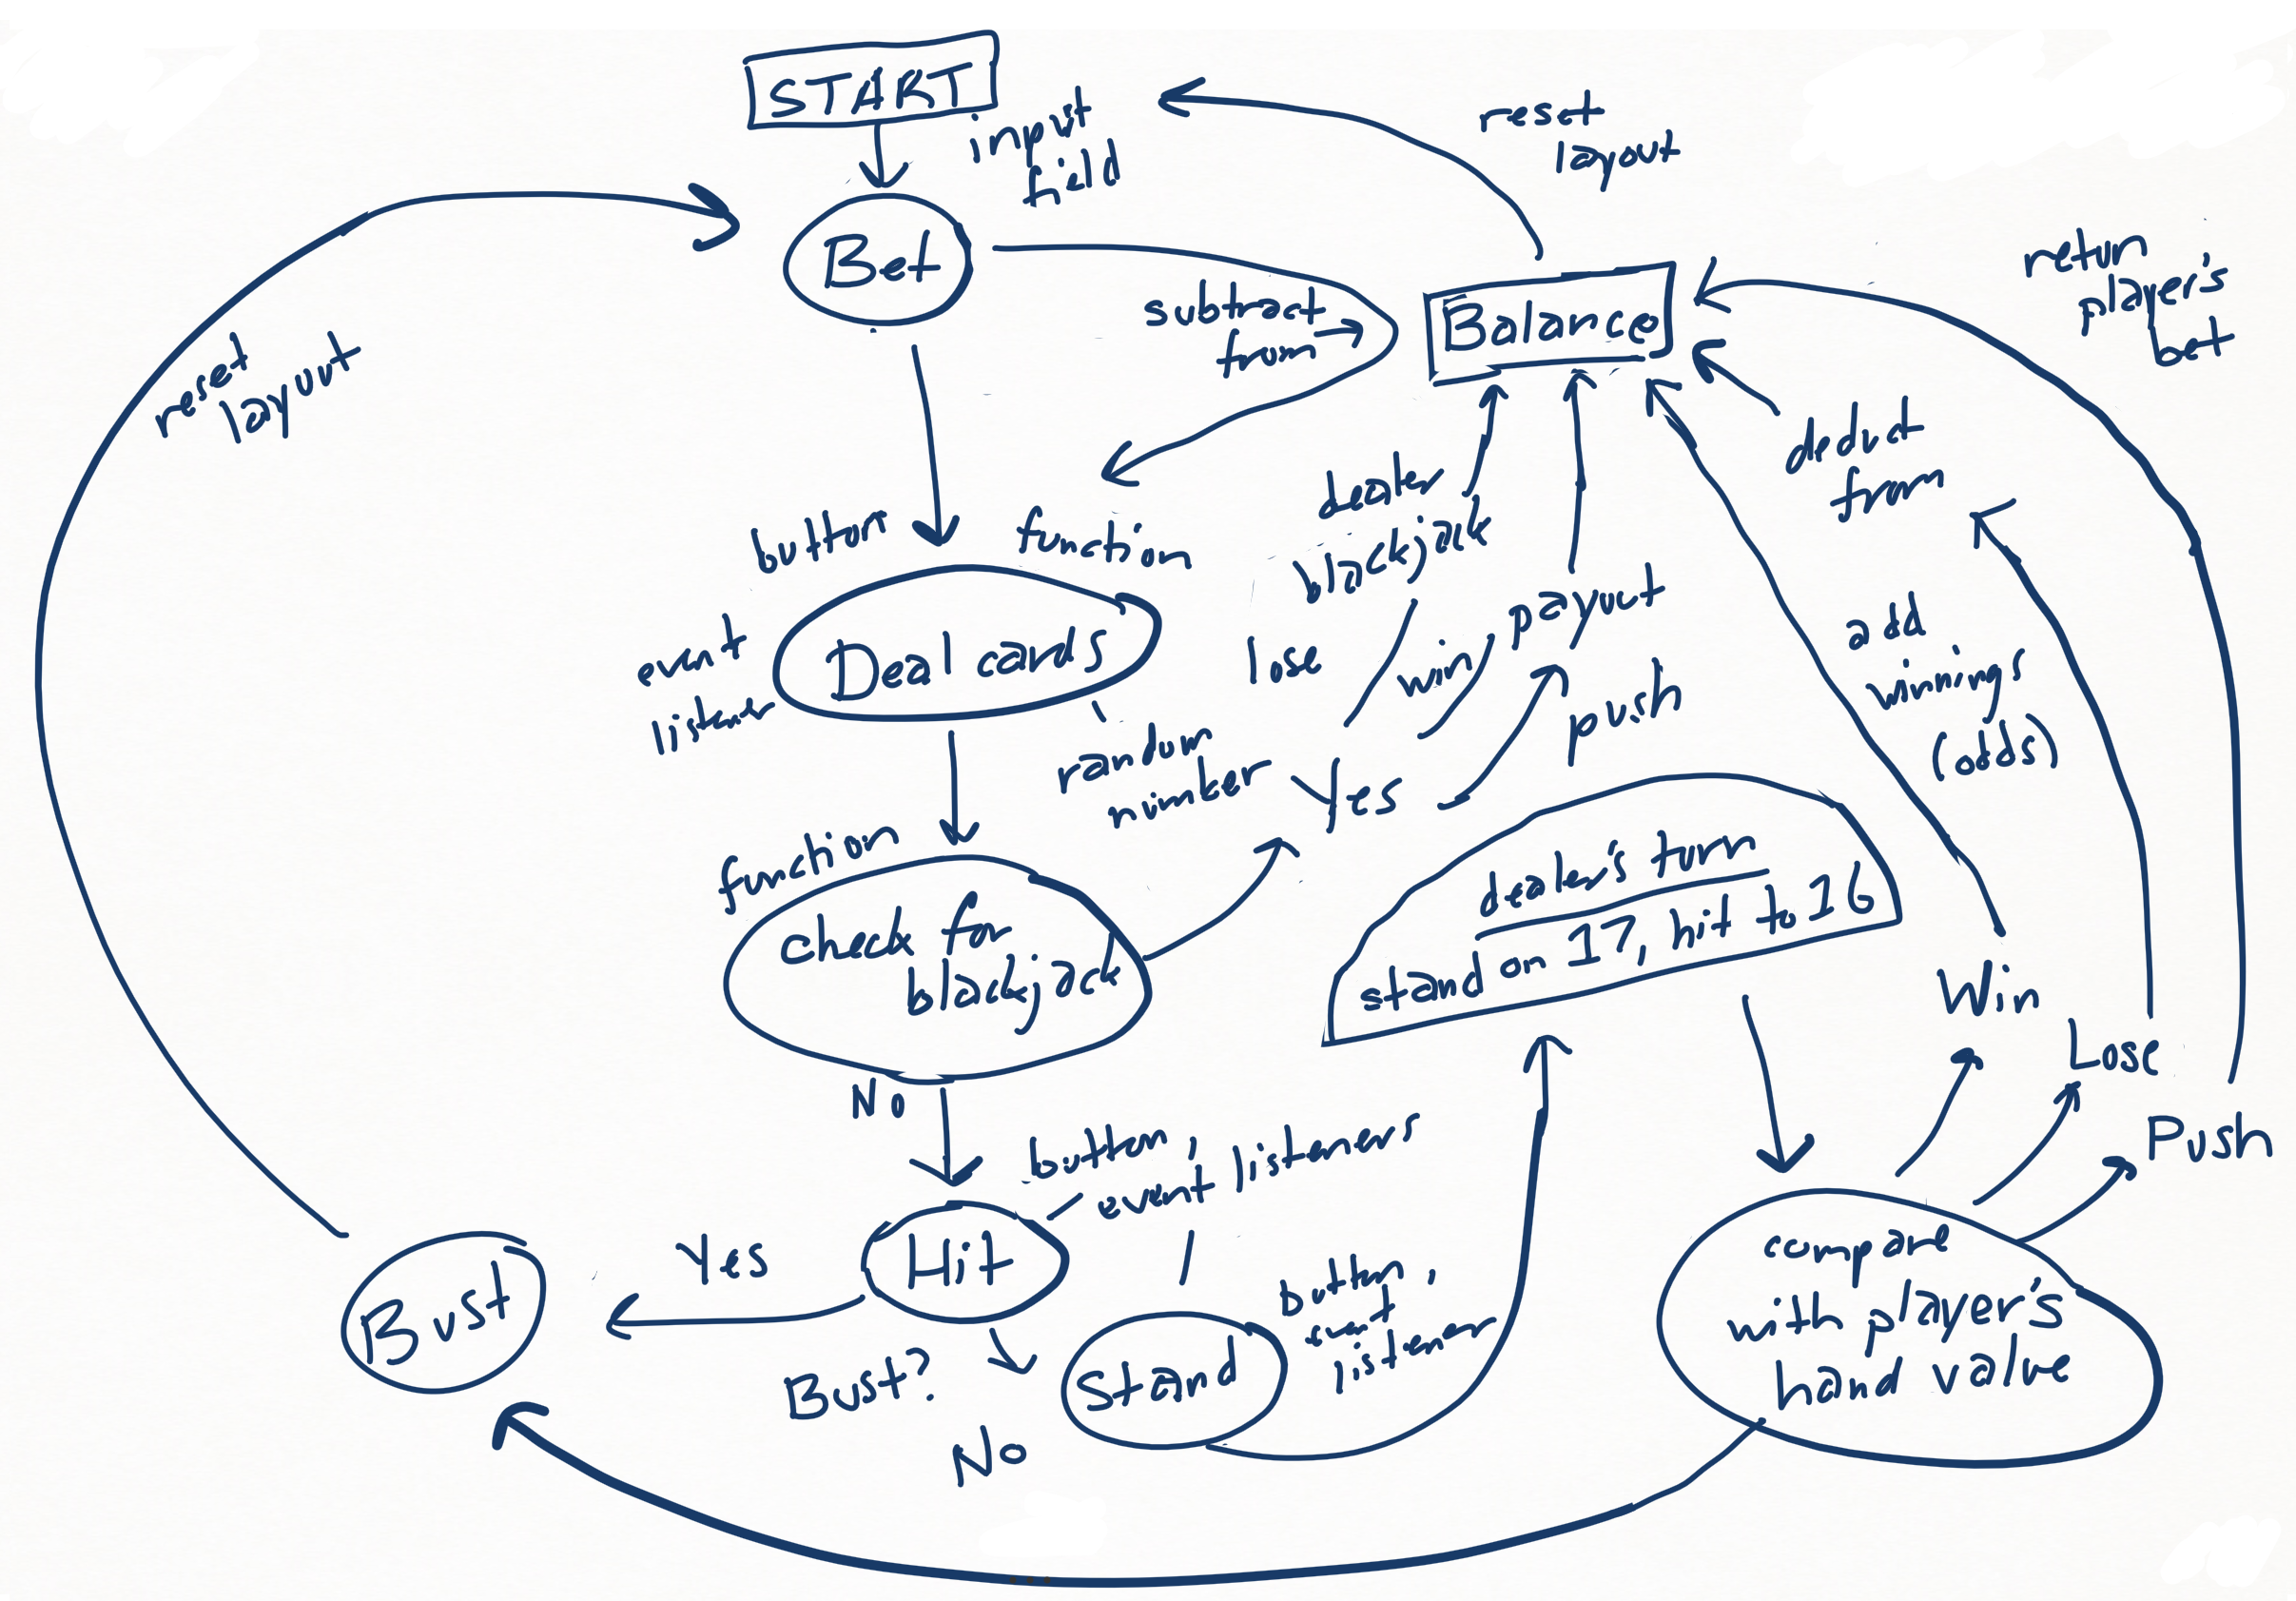 START
input
field
reset
layout
Bet
subtract
from
Balance
return
player's
bet
reset
layout
deduct
from
button
function
dealer
blackjack
event
listener
Deal cards
lose
win
payout
push
add
winnings
(odds)
random
number
Yes
function
check for
blackjack
dealer's turn
stand on 17, hit to 16
Win
Lose
Push
No
button,
event listeners
Hit
Yes
Bust
Bust?
No
Stand
button,
event
listener
compare
with player's
hand value